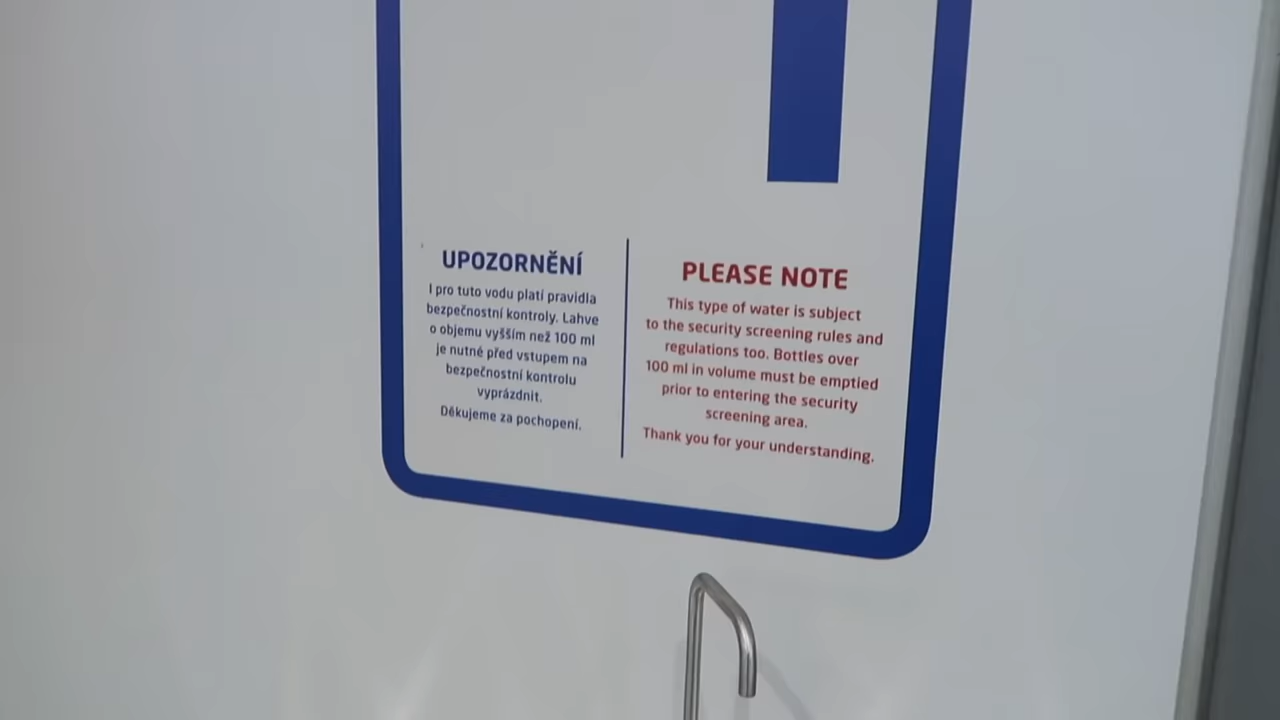 UPOZORNĚNÍ
I pro tuto vodu platí pravidla
bezpečnostní kontroly. Lahve
o objemu vyšším než 100 ml
je nutné před vstupem na
bezpečnostní kontrolu
vyprázdnit.
Děkujeme za pochopení.
PLEASE NOTE
This type of water is subject
to the security screening rules and
regulations too. Bottles over
100 ml in volume must be emptied
prior to entering the security
screening area.
Thank you for your understanding.